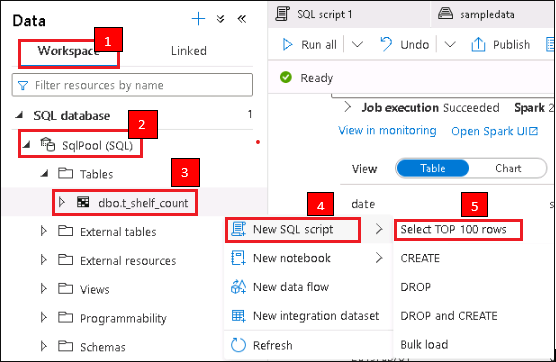 Data
Workspace
1
Linked
Filter resources by name
SQL database
1
2
SqlPool (SQL)
Tables
3
dbo.t_shelf_count
External tables
External resources
Views
Programmability
Schemas
SQL script 1
sampledata
Run all
Undo
Publish
Ready
Job execution Succeeded Spark 2
View in monitoring Open Spark UI
View
Table
Chart
date
s
4
5
New SQL script
New notebook
New data flow
New integration dataset
Refresh
Select TOP 100 rows
CREATE
DROP
DROP and CREATE
Bulk load